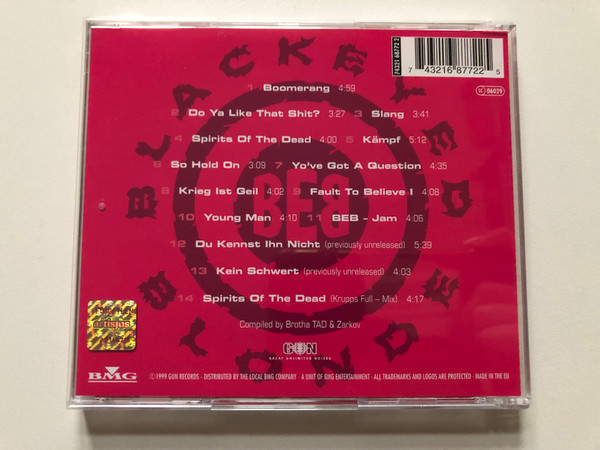 BLACKEYED BLONDE
74321 68772 2
7 43216 87722 5
LC 06029
1 Boomerang 4:59
2 Do Ya Like That Shit? 3:27 3 Slang 3:41
4 Spirits Of The Dead 4:00 5 Kämpf 5:12
6 So Hold On 3:09 7 Yo've Got A Question 4:35
8 Krieg Ist Geil 4:02 9 Fault To Believe I 4:08
BEB
10 Young Man 4:10 11 BEB – Jam 4:06
12 Du Kennst Ihn Nicht (previously unreleased) 5:39
13 Kein Schwert (previously unreleased) 4:03
14 Spirits Of The Dead (Krupps Full – Mix) 4:17
Compiled by Brotha TAD & Zarkov
artisjus
GUN
GREAT UNLIMITED NOISES
BMG
©1999 GUN RECORDS - DISTRIBUTED BY THE LOCAL BMG COMPANY - A UNIT OF BMG ENTERTAINMENT - ALL TRADEMARKS AND LOGOS ARE PROTECTED - MADE IN THE EU